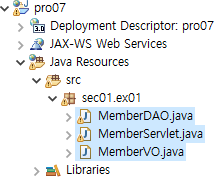 pro07
Deployment Descriptor: pro07
JAX-WS Web Services
Java Resources
src
sec01.ex01
MemberDAO.java
MemberServlet.java
MemberVO.java
Libraries